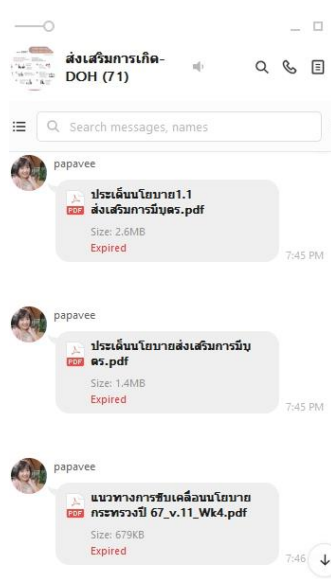 ส่งเสริมการเกิด-
DOH (71)
Search messages, names
papavee
ประเด็นนโยบาย1.1
ส่งเสริมการมีบุตร.pdf
PDF
Size: 2.6MB
Expired
7:45 PM
papavee
ประเด็นนโยบายส่งเสริมการมีบุ
ตร.pdf
PDF
Size: 1.4MB
Expired
7:45 PM
papavee
แนวทางการขับเคลื่อนนโยบาย
กระทรวงปี 67_v.11_Wk4.pdf
PDF
Size: 679KB
Expired
7:46